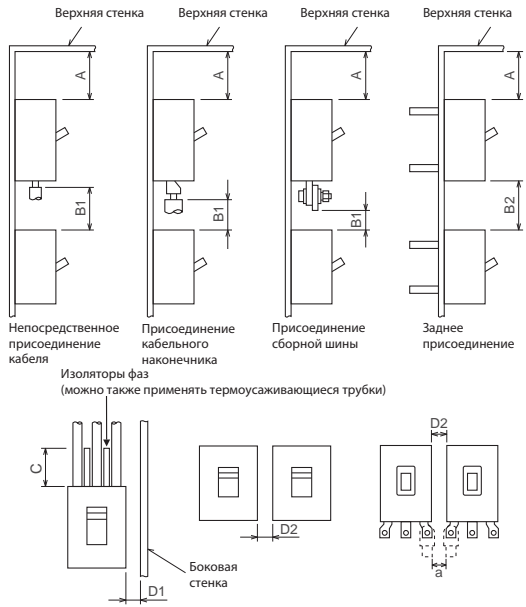 Верхняя стенка
Верхняя стенка
Верхняя стенка
Верхняя стенка
A
A
A
A
B1
B1
B1
B2
Непосредственное
присоединение
кабеля
Присоединение
кабельного
наконечника
Присоединение
сборной шины
Заднее
присоединение
Изоляторы фаз
(можно также применять термоусаживающиеся трубки)
C
D2
D2
Боковая
стенка
D1
a